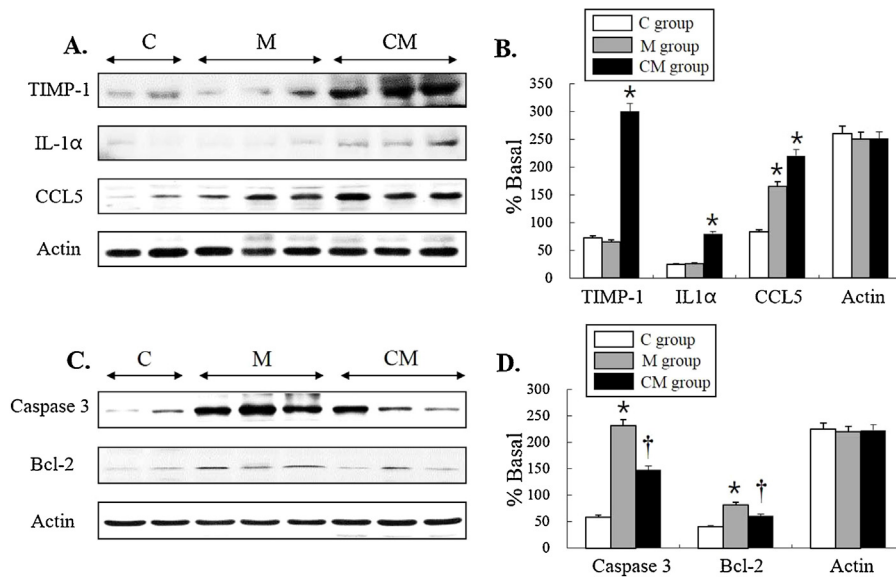 A.
C M CM
TIMP-1
IL-1α
CCL5
Actin
B.
C group
M group
CM group
% Basal
350
300
250
200
150
100
50
0
* * * *
TIMP-1 IL1α CCL5 Actin
C.
C M CM
Caspase 3
Bcl-2
Actin
D.
C group
M group
CM group
% Basal
300
250
200
150
100
50
0
* † * †
Caspase 3 Bcl-2 Actin